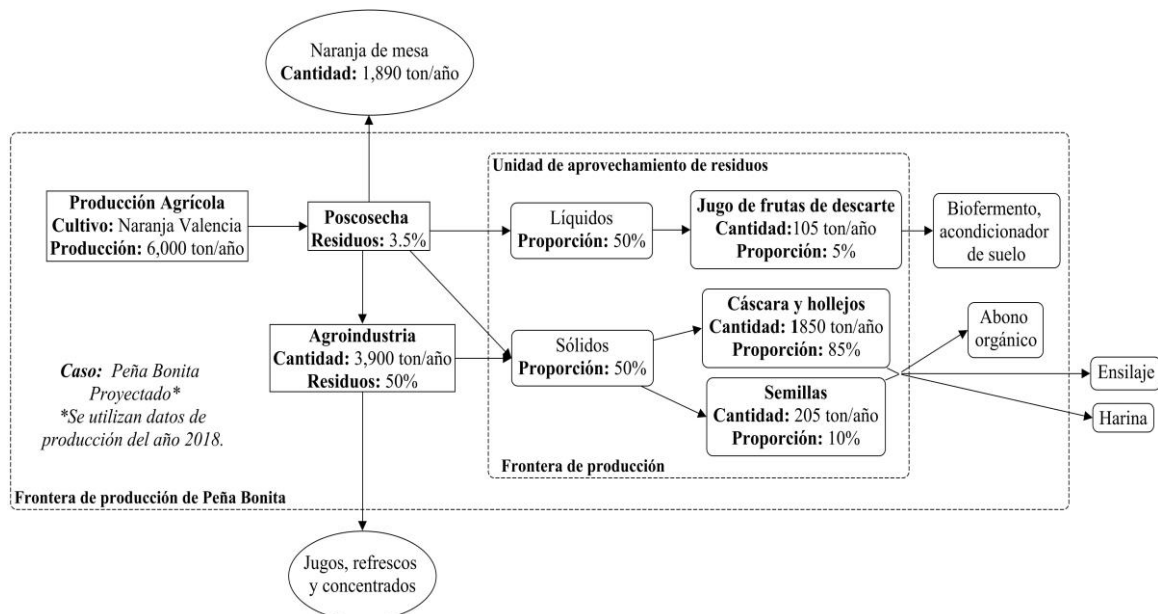 Naranja de mesa
Cantidad: 1,890 ton/año
Unidad de aprovechamiento de residuos
Producción Agrícola
Cultivo: Naranja Valencia
Producción: 6,000 ton/año
Poscosecha
Residuos: 3.5%
Líquidos
Proporción: 50%
Jugo de frutas de descarte
Cantidad:105 ton/año
Proporción: 5%
Biofermento,
acondicionador
de suelo
Agroindustria
Cantidad: 3,900 ton/año
Residuos: 50%
Sólidos
Proporción: 50%
Cáscara y hollejos
Cantidad: 1850 ton/año
Proporción: 85%
Semillas
Cantidad: 205 ton/año
Proporción: 10%
Abono
orgánico
Ensilaje
Harina
Caso: Peña Bonita
Proyectado*
*Se utilizan datos de
producción del año 2018.
Frontera de producción
Frontera de producción de Peña Bonita
Jugos, refrescos
y concentrados